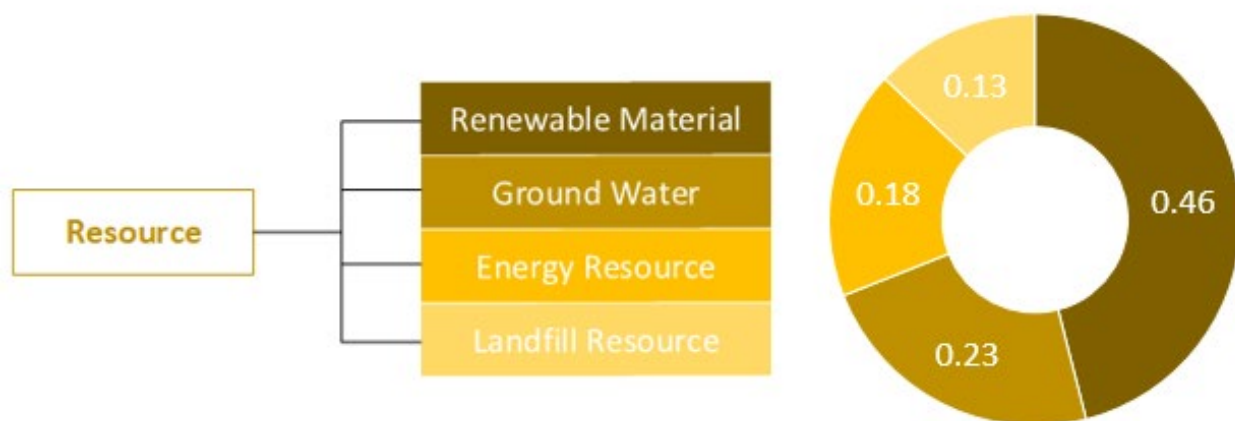 Resource
Renewable Material
Ground Water
Energy Resource
Landfill Resource
0.13
0.18
0.46
0.23